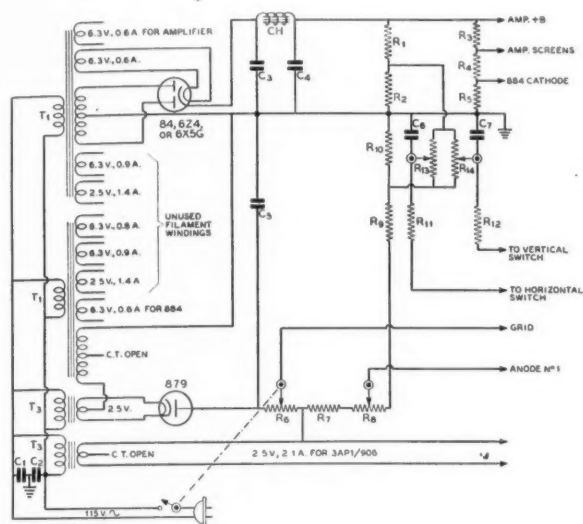 6.3V., 0.6A FOR AMPLIFIER
6.3V., 0.6A.
T1
84, 6Z4,
OR 6X5G
CH
C3
C4
R1
R2
R3
R4
R5
AMP. +B
AMP. SCREENS
884 CATHODE
6.3V., 0.9A.
2.5V., 1.4A.
6.3V., 0.8A.
6.3V., 0.9A.
2.5V., 1.4A
UNUSED
FILAMENT
WINDINGS
6.3V., 0.6A FOR 884
T1
C.T. OPEN
C5
C6
C7
R10
R13
R14
R9
R11
R12
TO VERTICAL
SWITCH
TO HORIZONTAL
SWITCH
GRID
ANODE Nº1
879
T3
2.5V.
R6
R7
R8
T3
C.T. OPEN
2.5V., 2.1A. FOR 3AP1/906
C1
C2
115V.